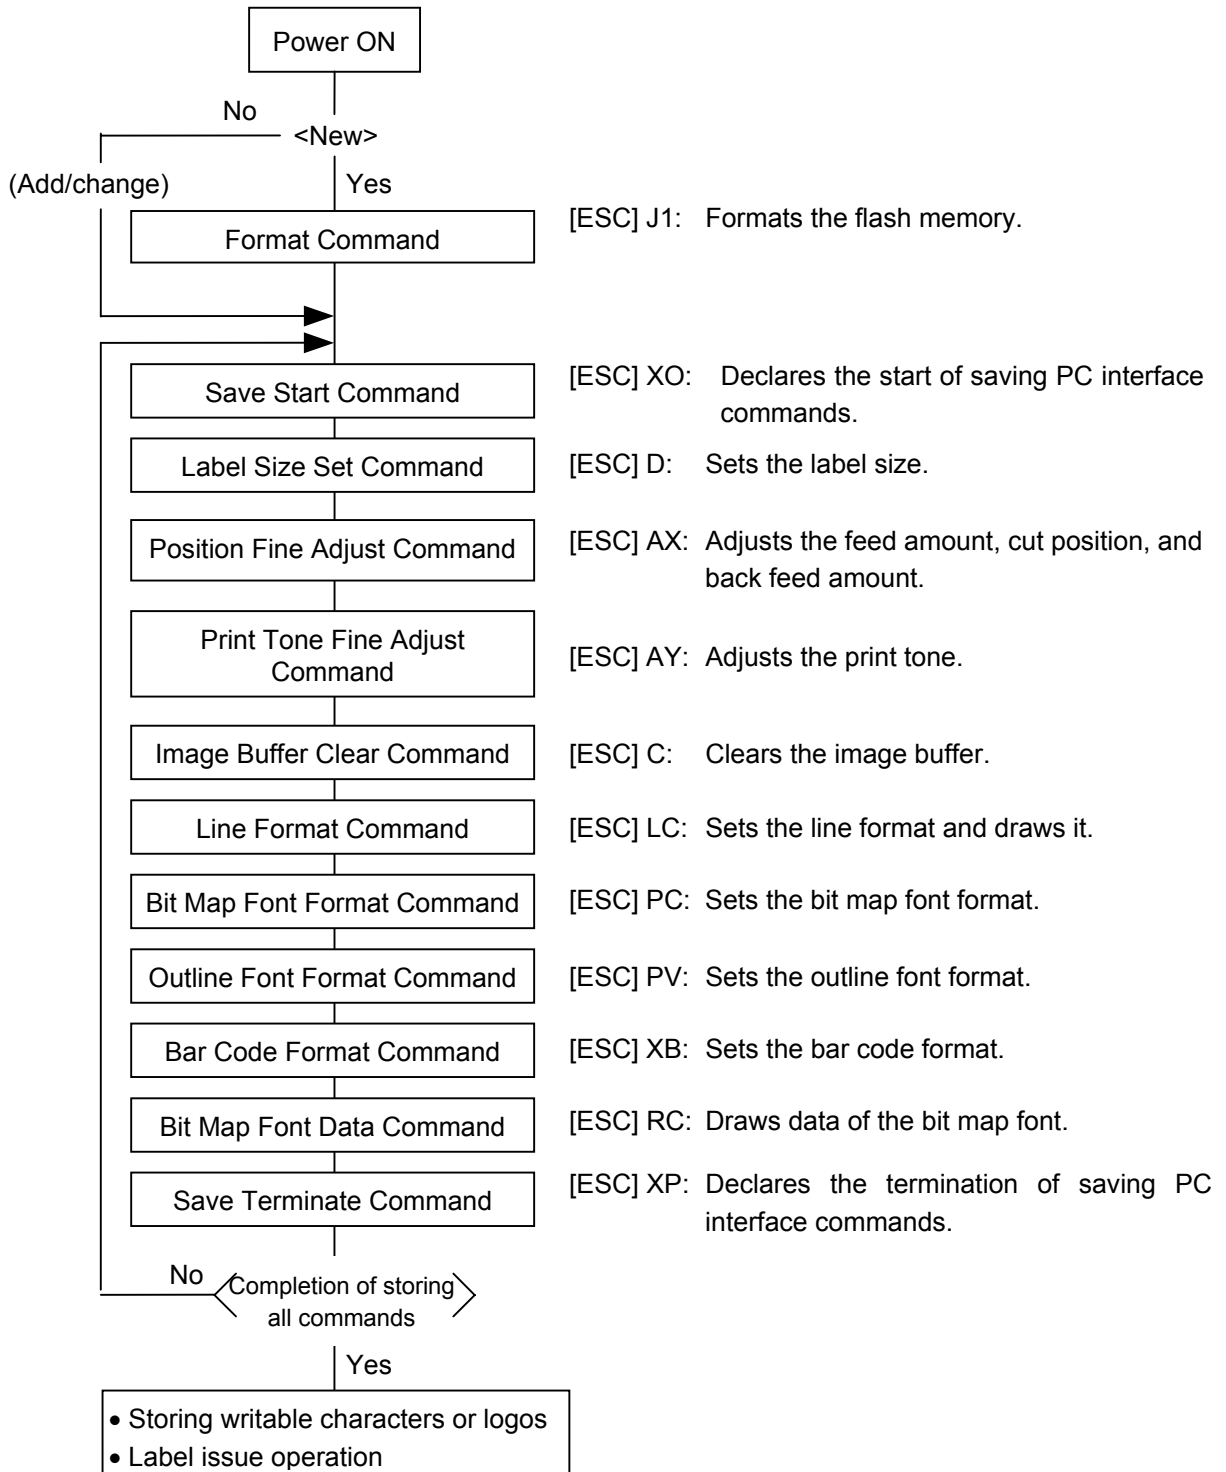 Power ON
No
<New>
(Add/change)
Yes
Format Command
[ESC] J1: Formats the flash memory.
Save Start Command
[ESC] XO: Declares the start of saving PC interface
commands.
Label Size Set Command
[ESC] D: Sets the label size.
Position Fine Adjust Command
[ESC] AX: Adjusts the feed amount, cut position, and
back feed amount.
Print Tone Fine Adjust
Command
[ESC] AY: Adjusts the print tone.
Image Buffer Clear Command
[ESC] C: Clears the image buffer.
Line Format Command
[ESC] LC: Sets the line format and draws it.
Bit Map Font Format Command
[ESC] PC: Sets the bit map font format.
Outline Font Format Command
[ESC] PV: Sets the outline font format.
Bar Code Format Command
[ESC] XB: Sets the bar code format.
Bit Map Font Data Command
[ESC] RC: Draws data of the bit map font.
Save Terminate Command
[ESC] XP: Declares the termination of saving PC
interface commands.
No
Completion of storing
all commands
Yes
• Storing writable characters or logos
• Label issue operation